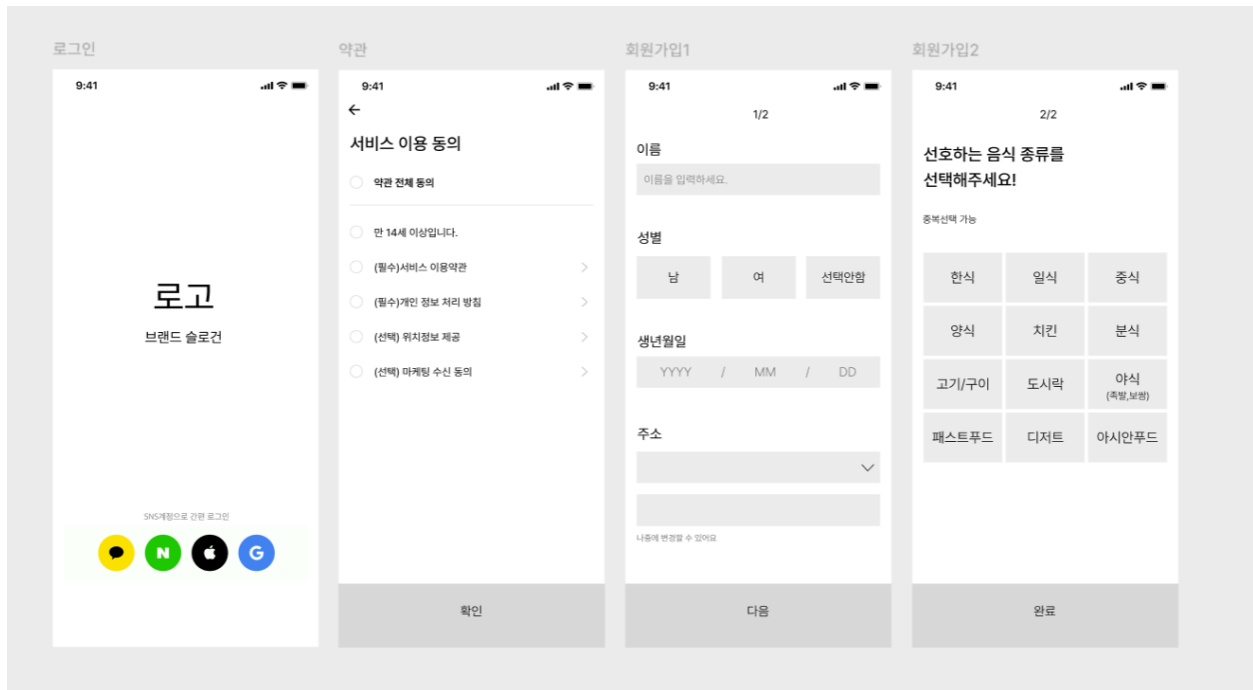 로그인
9:41
로고
브랜드 슬로건
SNS계정으로 간편 로그인
N
G
약관
9:41
서비스 이용 동의
약관 전체 동의
만 14세 이상입니다.
(필수)서비스 이용약관
(필수)개인 정보 처리 방침
(선택) 위치정보 제공
(선택) 마케팅 수신 동의
확인
회원가입1
9:41
1/2
이름
이름을 입력하세요.
성별
남 여 선택안함
생년월일
YYYY / MM / DD
주소
나중에 변경할 수 있어요
다음
회원가입2
9:41
2/2
선호하는 음식 종류를
선택해주세요!
중복선택 가능
한식 일식 중식
양식 치킨 분식
고기/구이 도시락 야식
(족발,보쌈)
패스트푸드 디저트 아시안푸드
완료